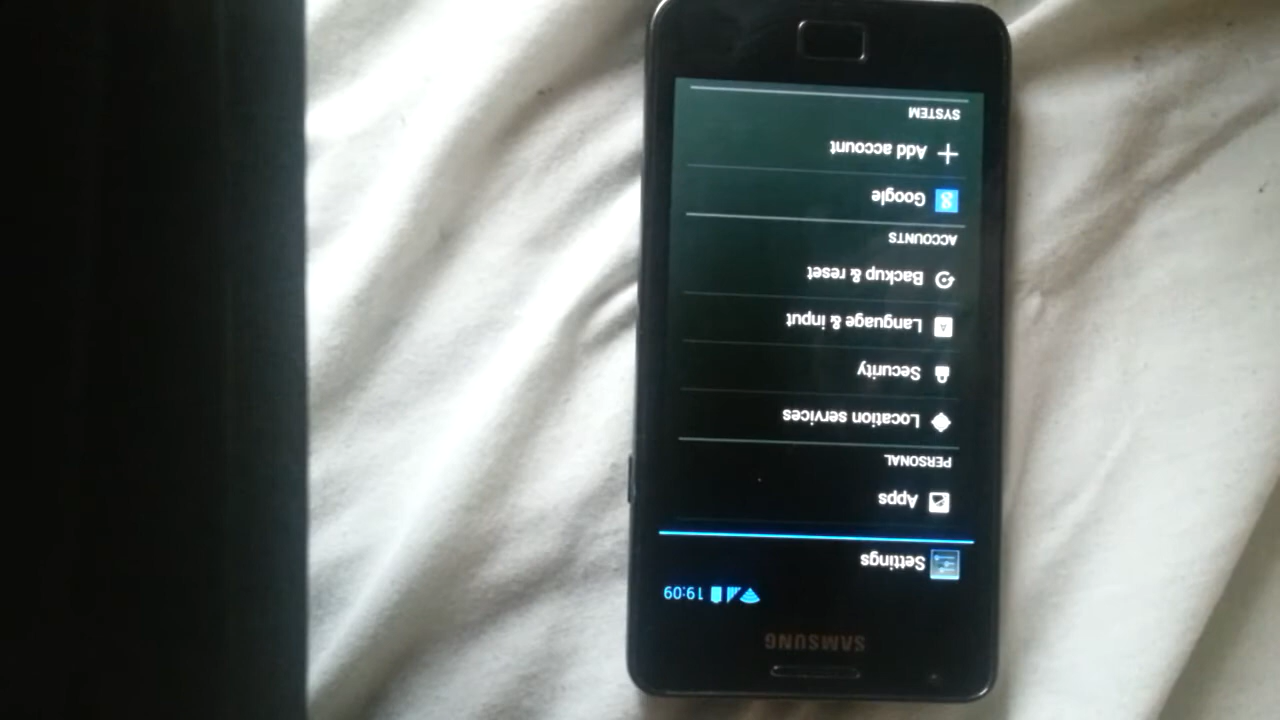 SAMSUNG
19:09
Settings
Apps
PERSONAL
Location services
Security
Language & input
Backup & reset
ACCOUNTS
Google
Add account
SYSTEM